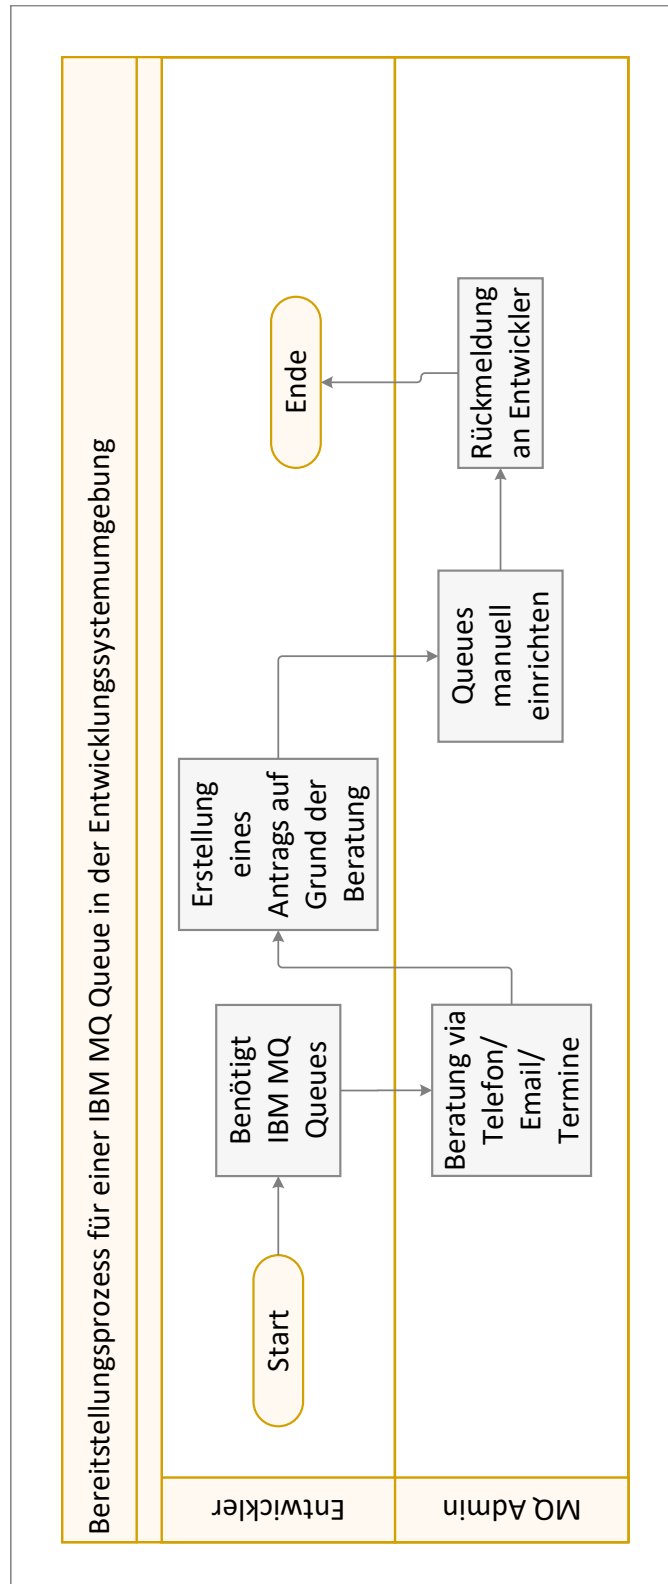 Bereitstellungsprozess für einer IBM MQ Queue in der Entwicklungssystemumgebung
Entwickler
Start
Benötigt
IBM MQ
Queues
Erstellung
eines
Antrags auf
Grund der
Beratung
Ende
MQ Admin
Beratung via
Telefon/
Email/
Termine
Queues
manuell
einrichten
Rückmeldung
an Entwickler